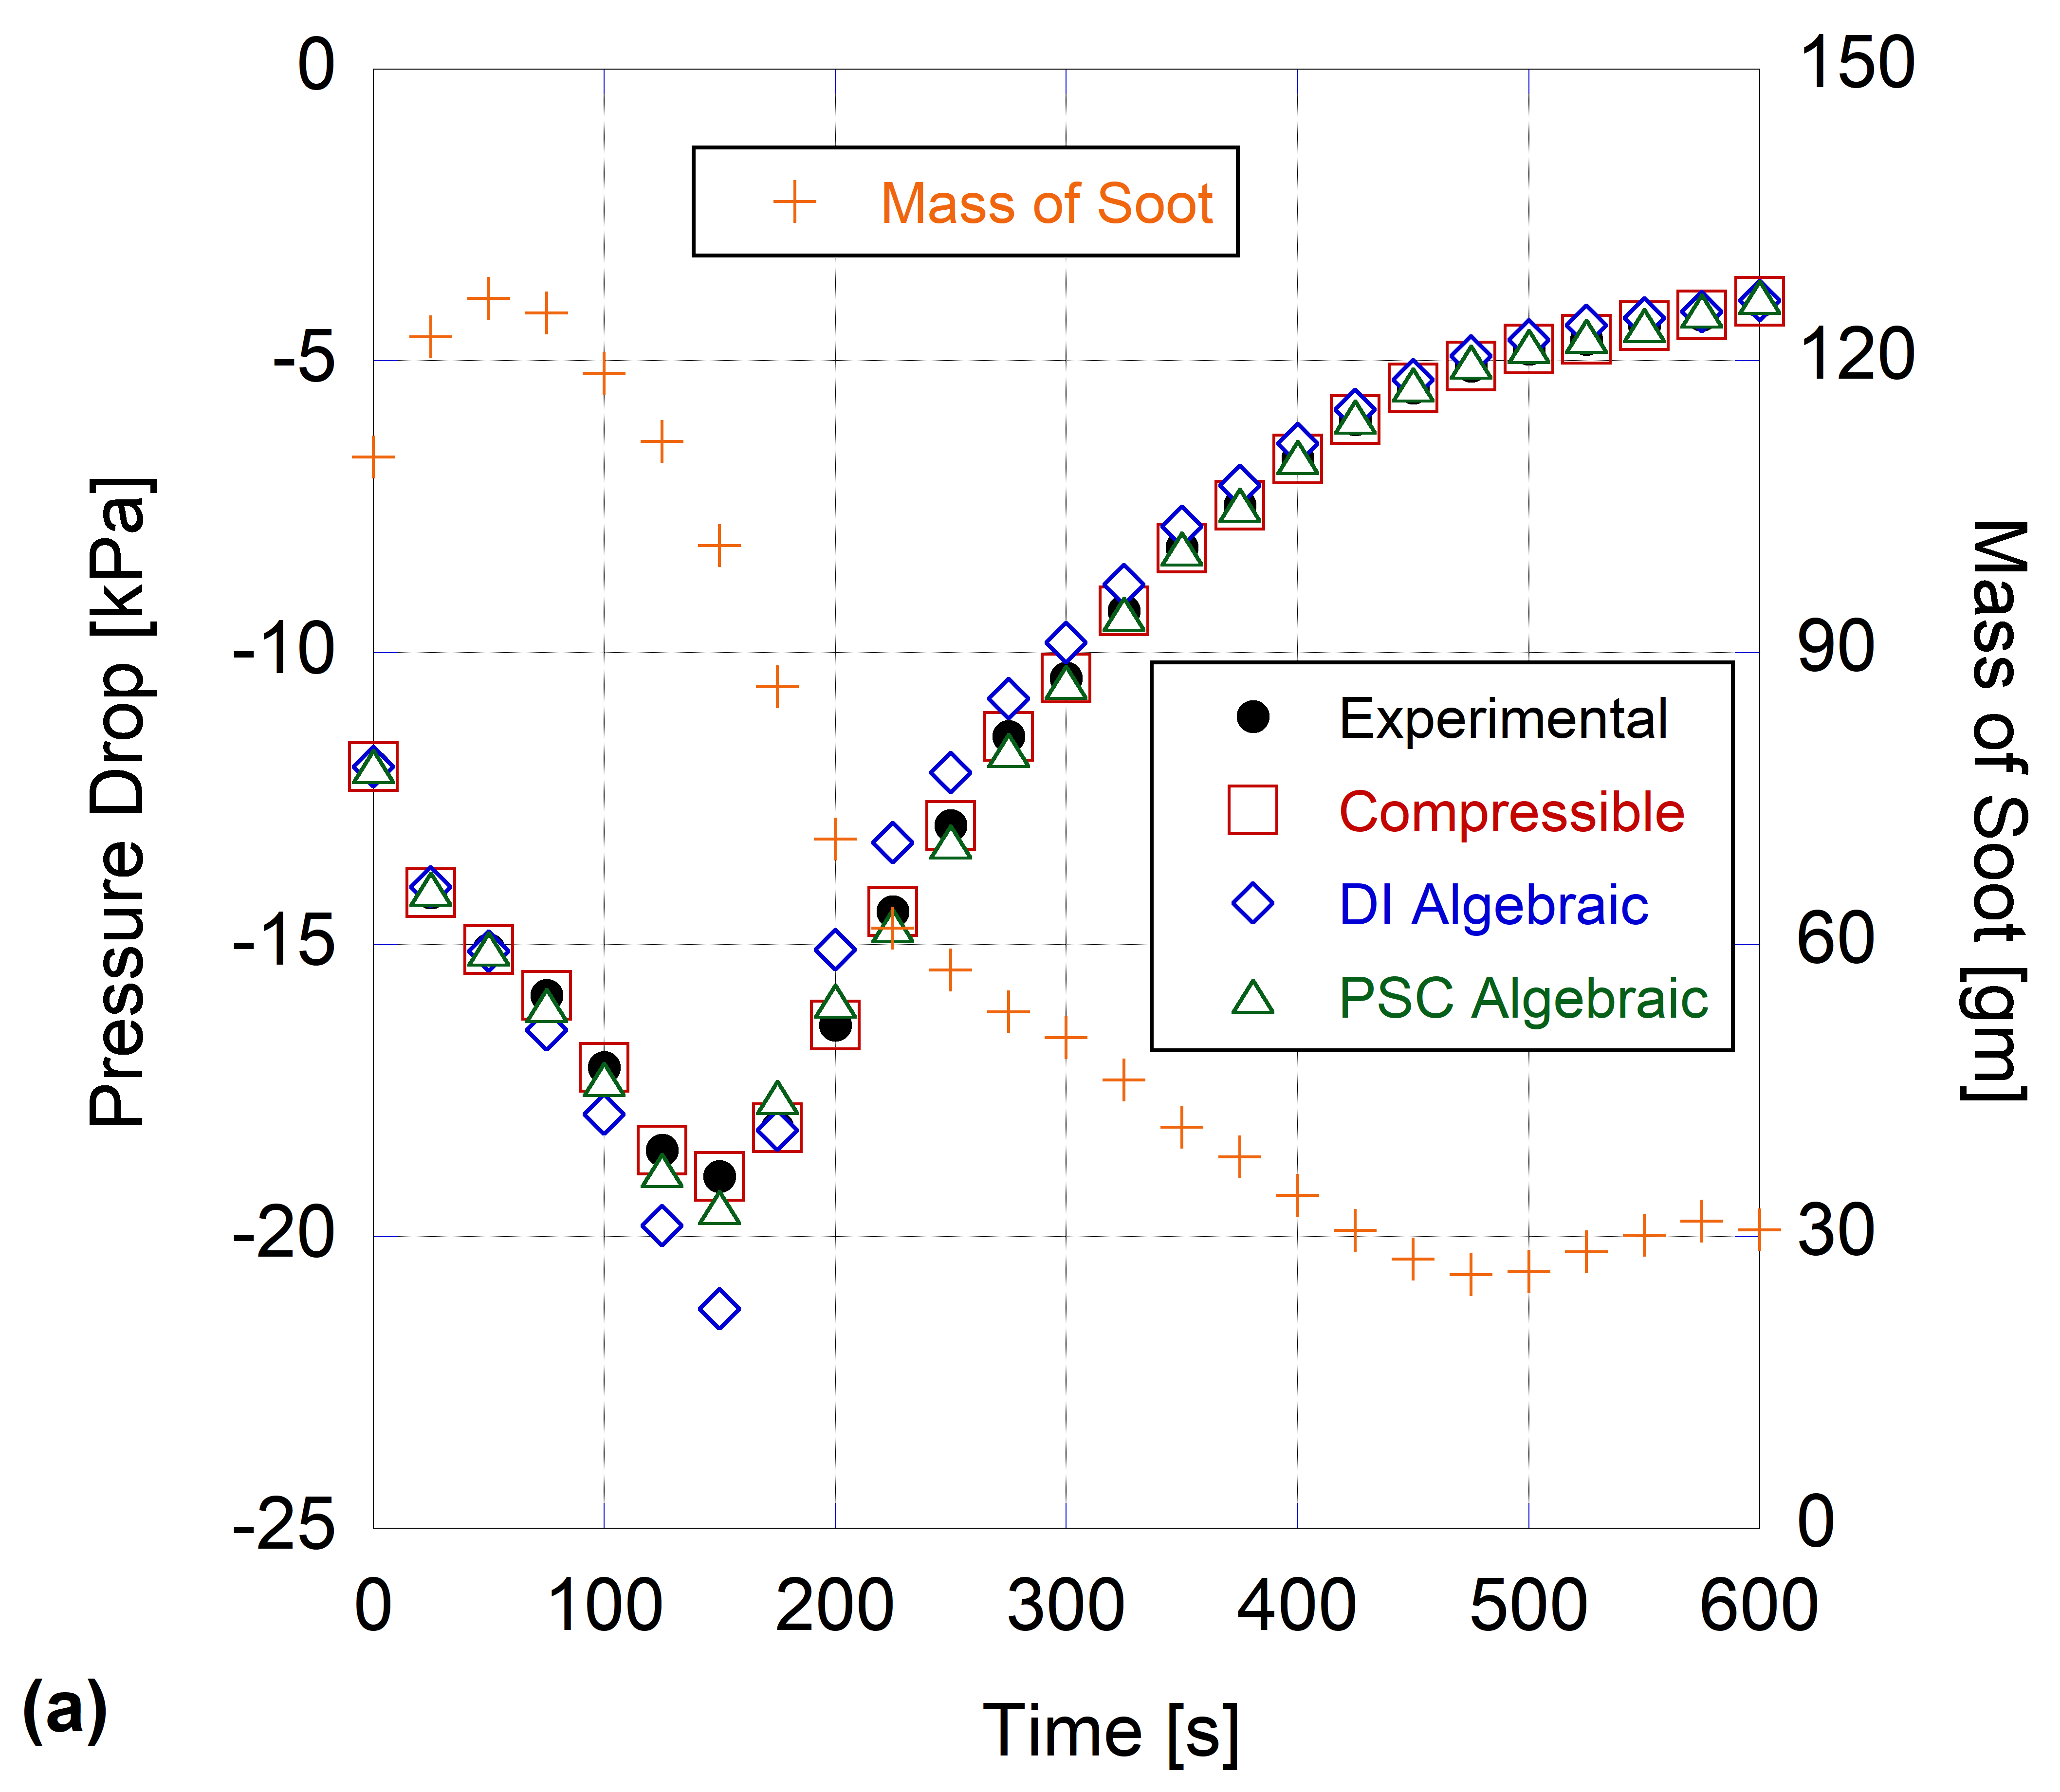 0
-5
-10
-15
-20
-25
Pressure Drop [kPa]
150
120
90
60
30
0
Mass of Soot [gm]
Mass of Soot
Experimental
Compressible
DI Algebraic
PSC Algebraic
0 100 200 300 400 500 600
Time [s]
(a)